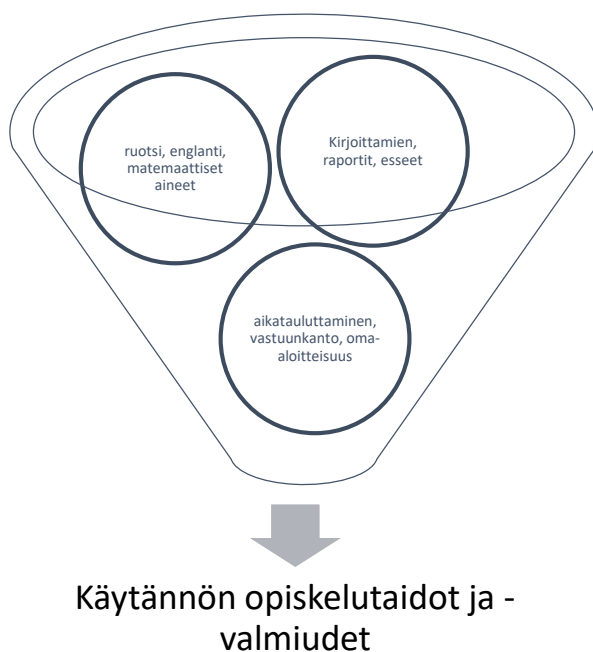 ruotsi, englanti,
matemaattiset
aineet
Kirjoittamien,
raportit, esseet
aikatauluttaminen,
vastuunkanto, oma-
aloitteisuus
Käytännön opiskelutaidot ja -
valmiudet